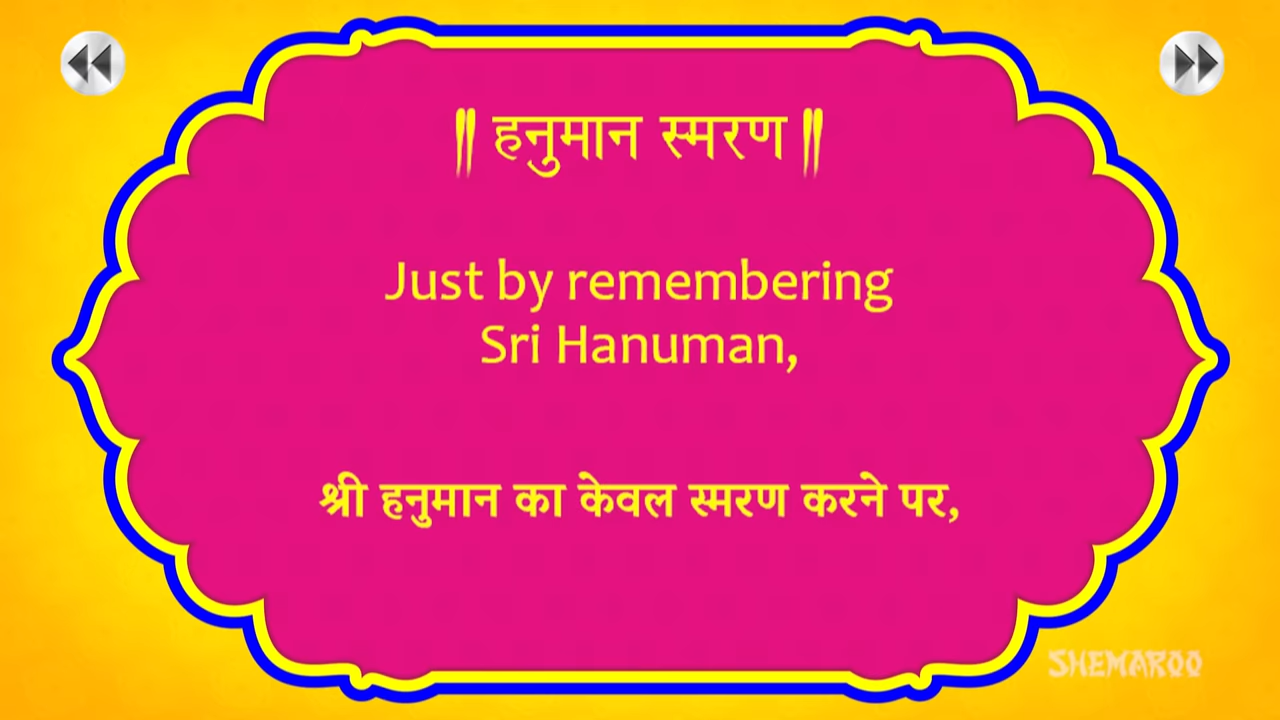 ॥ हनुमान स्मरण ॥
Just by remembering
Sri Hanuman,
श्री हनुमान का केवल स्मरण करने पर,
SHEMAROO